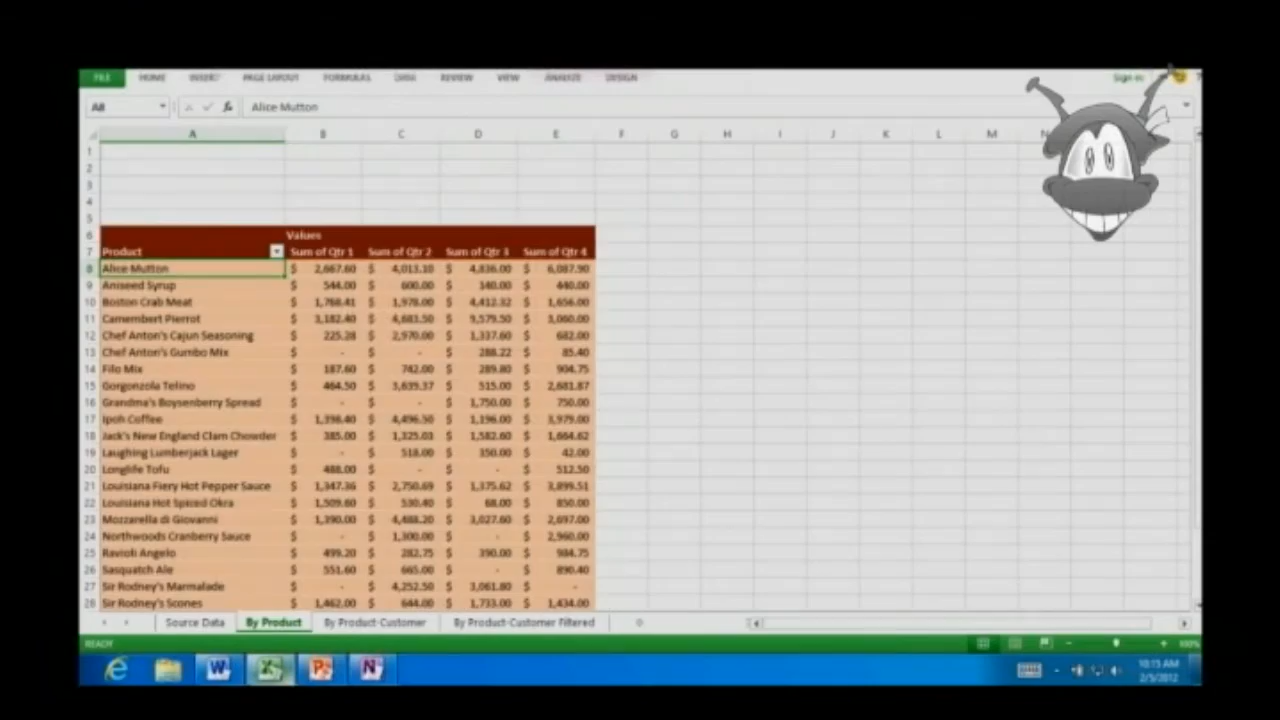 FILE HOME INSERT PAGE LAYOUT FORMULAS DATA REVIEW VIEW ANALYZE DESIGN Sign in
A8 fx Alice Mutton
A B C D E F G H I J K L M N
1
2
3
4
5
6 Values
7 Product Sum of Qtr 1 Sum of Qtr 2 Sum of Qtr 3 Sum of Qtr 4
8 Alice Mutton $ 2,667.60 $ 4,013.10 $ 4,836.00 $ 6,087.90
9 Aniseed Syrup $ 544.00 $ 600.00 $ 140.00 $ 440.00
10 Boston Crab Meat $ 1,768.41 $ 1,978.00 $ 4,412.32 $ 1,656.00
11 Camembert Pierrot $ 3,182.40 $ 4,683.50 $ 9,579.50 $ 3,060.00
12 Chef Anton's Cajun Seasoning $ 225.28 $ 2,970.00 $ 1,337.60 $ 682.00
13 Chef Anton's Gumbo Mix $ - $ - $ 288.22 $ 85.40
14 Filo Mix $ 187.60 $ 742.00 $ 289.80 $ 904.75
15 Gorgonzola Telino $ 464.50 $ 3,639.37 $ 515.00 $ 2,681.87
16 Grandma's Boysenberry Spread $ - $ - $ 1,750.00 $ 750.00
17 Ipoh Coffee $ 1,398.40 $ 4,496.50 $ 1,196.00 $ 3,979.00
18 Jack's New England Clam Chowder $ 385.00 $ 1,325.03 $ 1,582.60 $ 1,664.62
19 Laughing Lumberjack Lager $ - $ 518.00 $ 350.00 $ 42.00
20 Longlife Tofu $ 488.00 $ - $ - $ 512.50
21 Louisiana Fiery Hot Pepper Sauce $ 1,347.36 $ 2,750.69 $ 1,375.62 $ 3,899.51
22 Louisiana Hot Spiced Okra $ 1,509.60 $ 530.40 $ 68.00 $ 850.00
23 Mozzarella di Giovanni $ 1,390.00 $ 4,488.20 $ 3,027.60 $ 2,697.00
24 Northwoods Cranberry Sauce $ - $ 1,300.00 $ - $ 2,960.00
25 Ravioli Angelo $ 499.20 $ 282.75 $ 390.00 $ 984.75
26 Sasquatch Ale $ 551.60 $ 665.00 $ - $ 890.40
27 Sir Rodney's Marmalade $ - $ 4,252.50 $ 3,061.80 $ -
28 Sir Rodney's Scones $ 1,462.00 $ 644.00 $ 1,733.00 $ 1,434.00
Source Data By Product By Product-Customer By Product-Customer Filtered
READY 100%
10:15 AM
2/5/2012